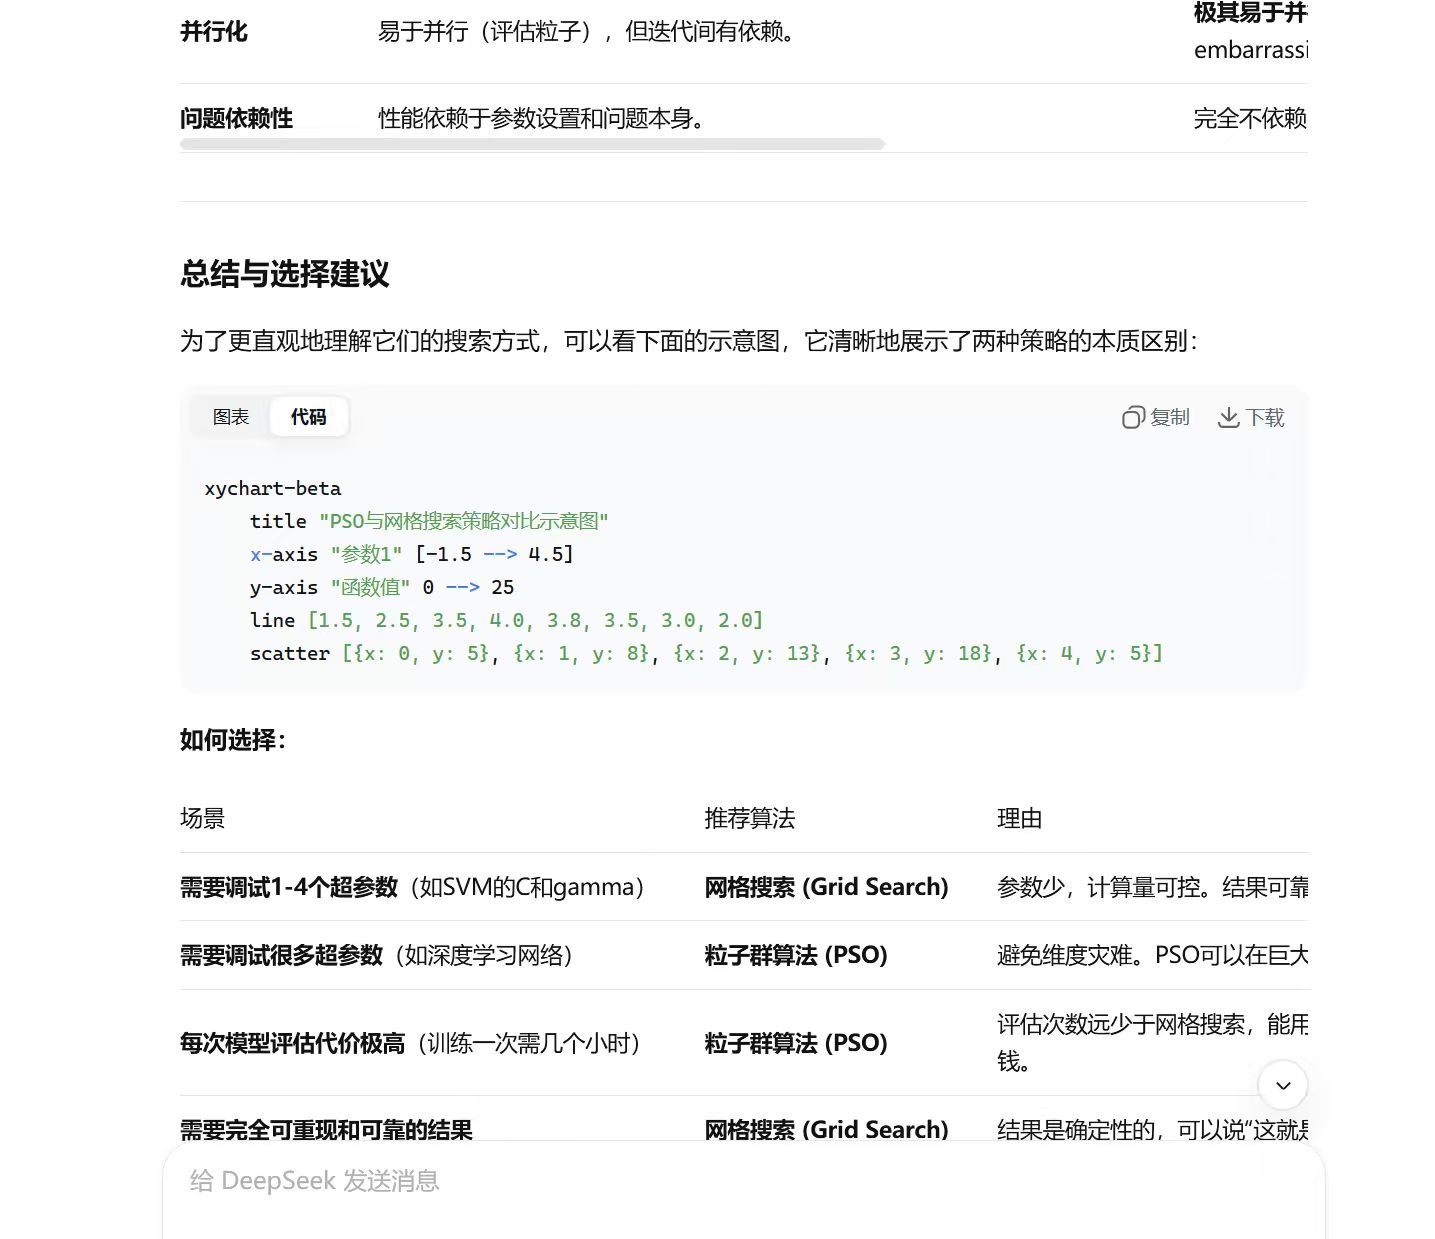 并行化
易于并行（评估粒子），但迭代间有依赖。
极其易于并
embarrassi
问题依赖性
性能依赖于参数设置和问题本身。
完全不依赖
总结与选择建议
为了更直观地理解它们的搜索方式，可以看下面的示意图，它清晰地展示了两种策略的本质区别：
图表 代码 复制 下载
xychart-beta
title "PSO与网格搜索策略对比示意图"
x-axis "参数1" [-1.5 --> 4.5]
y-axis "函数值" 0 --> 25
line [1.5, 2.5, 3.5, 4.0, 3.8, 3.5, 3.0, 2.0]
scatter [{x: 0, y: 5}, {x: 1, y: 8}, {x: 2, y: 13}, {x: 3, y: 18}, {x: 4, y: 5}]
如何选择：
场景 推荐算法 理由
需要调试1-4个超参数（如SVM的C和gamma） 网格搜索 (Grid Search) 参数少，计算量可控。结果可靠
需要调试很多超参数（如深度学习网络） 粒子群算法 (PSO) 避免维度灾难。PSO可以在巨大
每次模型评估代价极高（训练一次需几个小时） 粒子群算法 (PSO) 评估次数远少于网格搜索，能用
钱。
需要完全可重现和可靠的结果 网格搜索 (Grid Search) 结果是确定性的，可以说“这就是
给 DeepSeek 发送消息